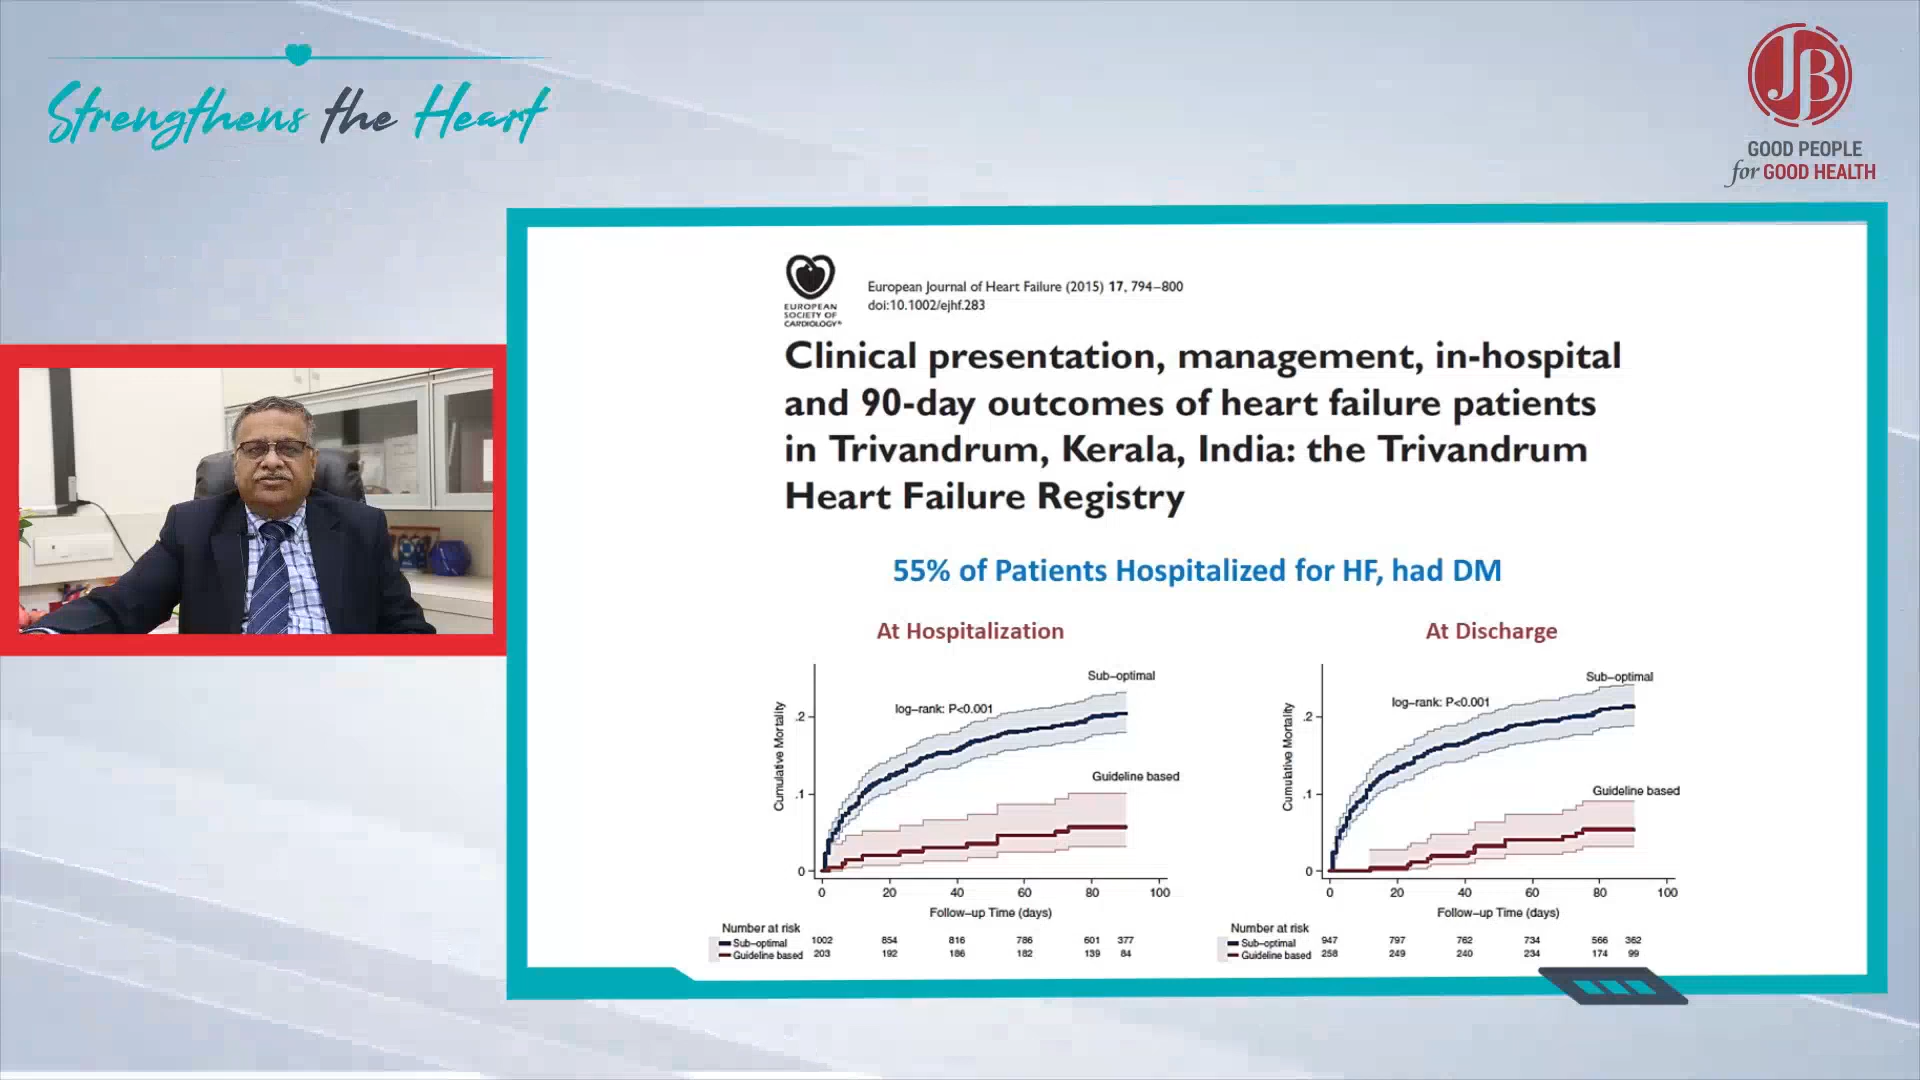 Strengthens the Heart
JB
GOOD PEOPLE
for GOOD HEALTH
EUROPEAN
SOCIETY OF
CARDIOLOGY®
European Journal of Heart Failure (2015) 17, 794–800
doi:10.1002/ejhf.283
Clinical presentation, management, in-hospital
and 90-day outcomes of heart failure patients
in Trivandrum, Kerala, India: the Trivandrum
Heart Failure Registry
55% of Patients Hospitalized for HF, had DM
At Hospitalization
Sub–optimal
log–rank: P<0.001
Guideline based
Cumulative Mortality
.2
.1
0
0 20 40 60 80 100
Follow–up Time (days)
Number at risk
Sub–optimal 1002 854 816 786 601 377
Guideline based 203 192 186 182 139 84
At Discharge
Sub–optimal
log–rank: P<0.001
Guideline based
Cumulative Mortality
.2
.1
0
0 20 40 60 80 100
Follow–up Time (days)
Number at risk
Sub–optimal 947 797 762 734 566 362
Guideline based 258 249 240 234 174 99